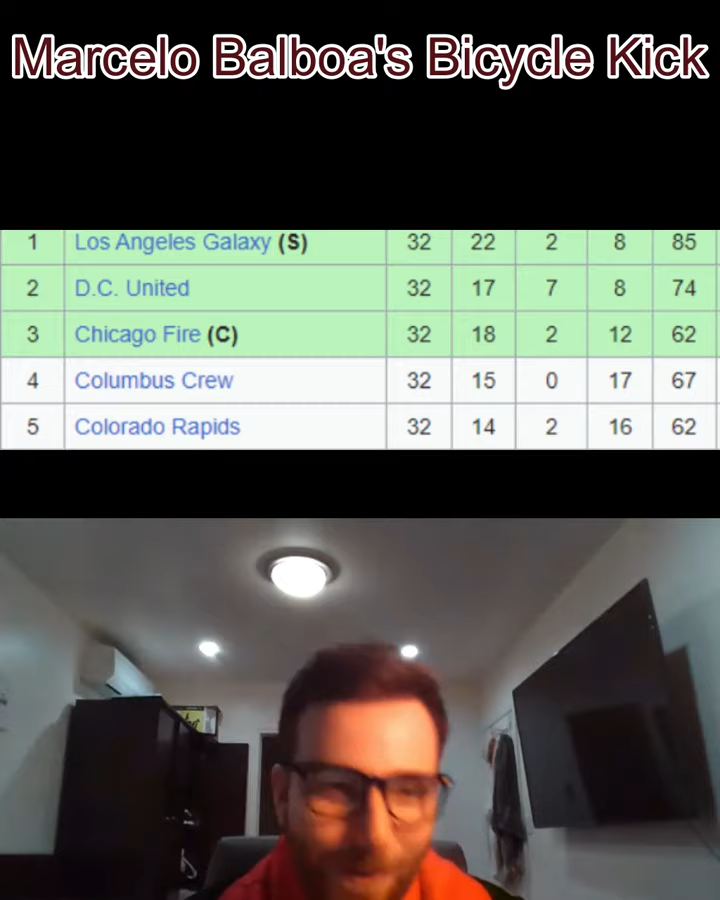 Marcelo Balboa's Bicycle Kick
1 Los Angeles Galaxy (S) 32 22 2 8 85
2 D.C. United 32 17 7 8 74
3 Chicago Fire (C) 32 18 2 12 62
4 Columbus Crew 32 15 0 17 67
5 Colorado Rapids 32 14 2 16 62